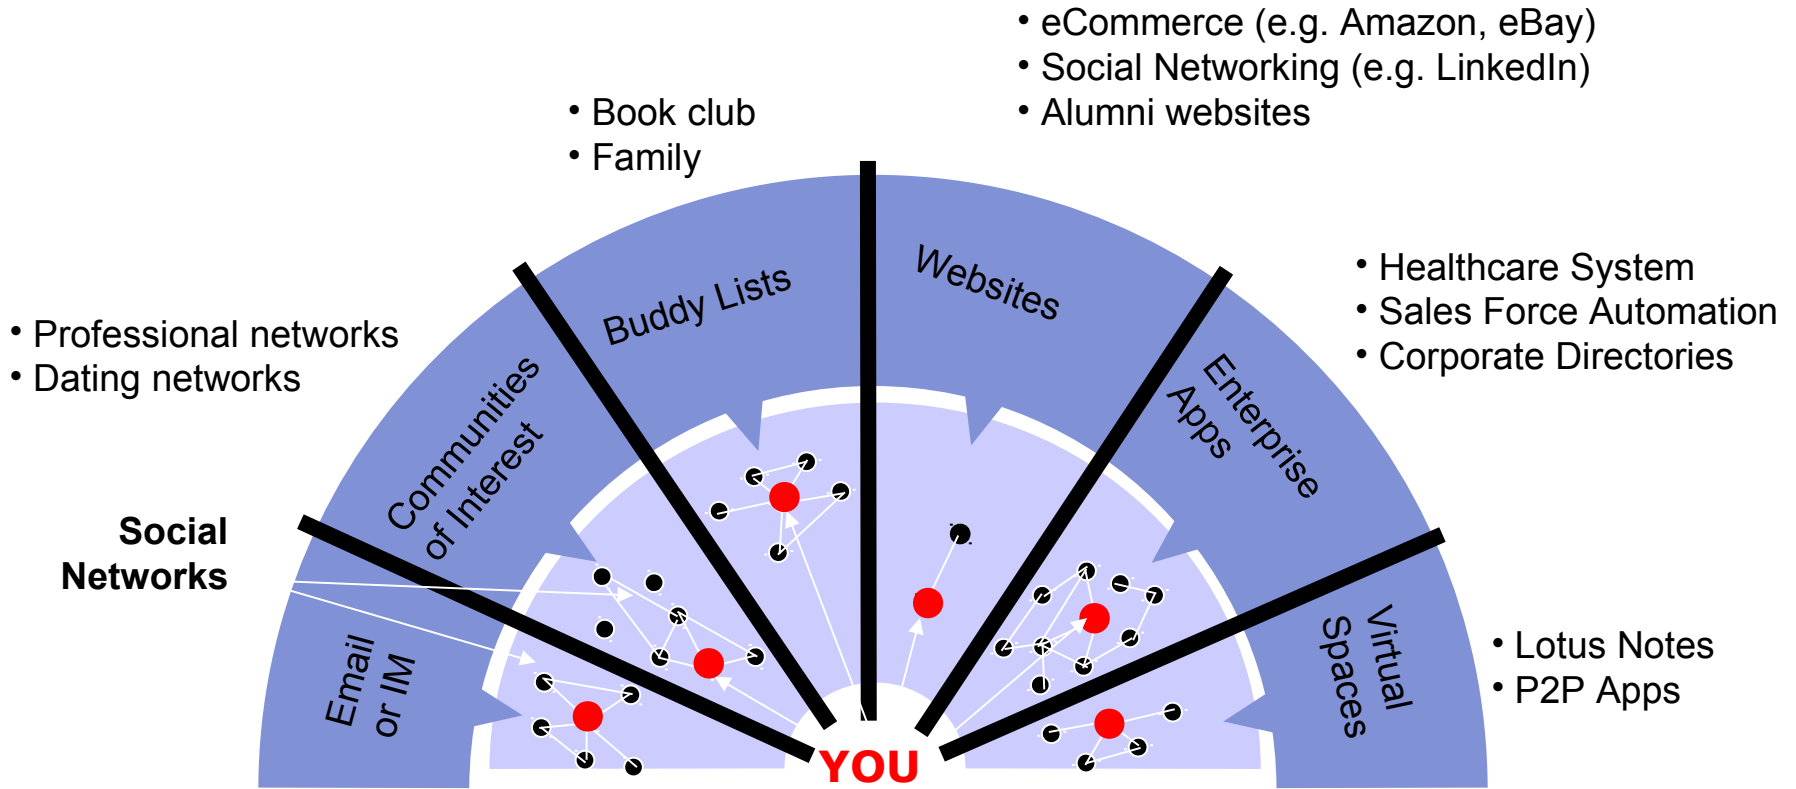 • eCommerce (e.g. Amazon, eBay)
• Social Networking (e.g. LinkedIn)
• Alumni websites
• Book club
• Family
• Healthcare System
• Sales Force Automation
• Corporate Directories
• Professional networks
• Dating networks
Social
Networks
Email
or IM
Communities
of Interest
Buddy Lists
Websites
Enterprise
Apps
Virtual
Spaces
• Lotus Notes
• P2P Apps
YOU